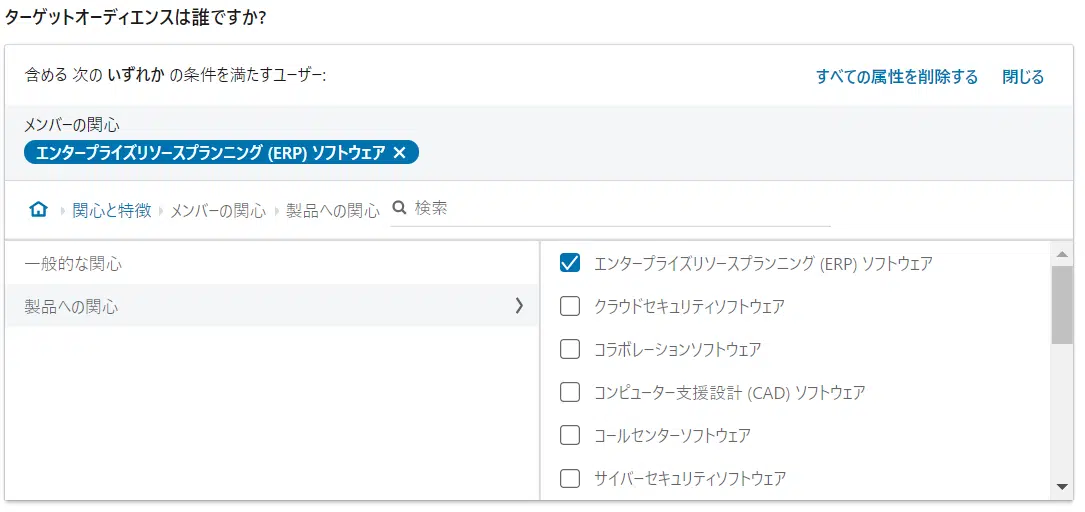 ターゲットオーディエンスは誰ですか?
含める 次の いずれか の条件を満たすユーザー:
すべての属性を削除する 閉じる
メンバーの関心
エンタープライズリソースプランニング (ERP) ソフトウェア ✕
関心と特徴 メンバーの関心 製品への関心 検索
一般的な関心
製品への関心
エンタープライズリソースプランニング (ERP) ソフトウェア
クラウドセキュリティソフトウェア
コラボレーションソフトウェア
コンピューター支援設計 (CAD) ソフトウェア
コールセンターソフトウェア
サイバーセキュリティソフトウェア